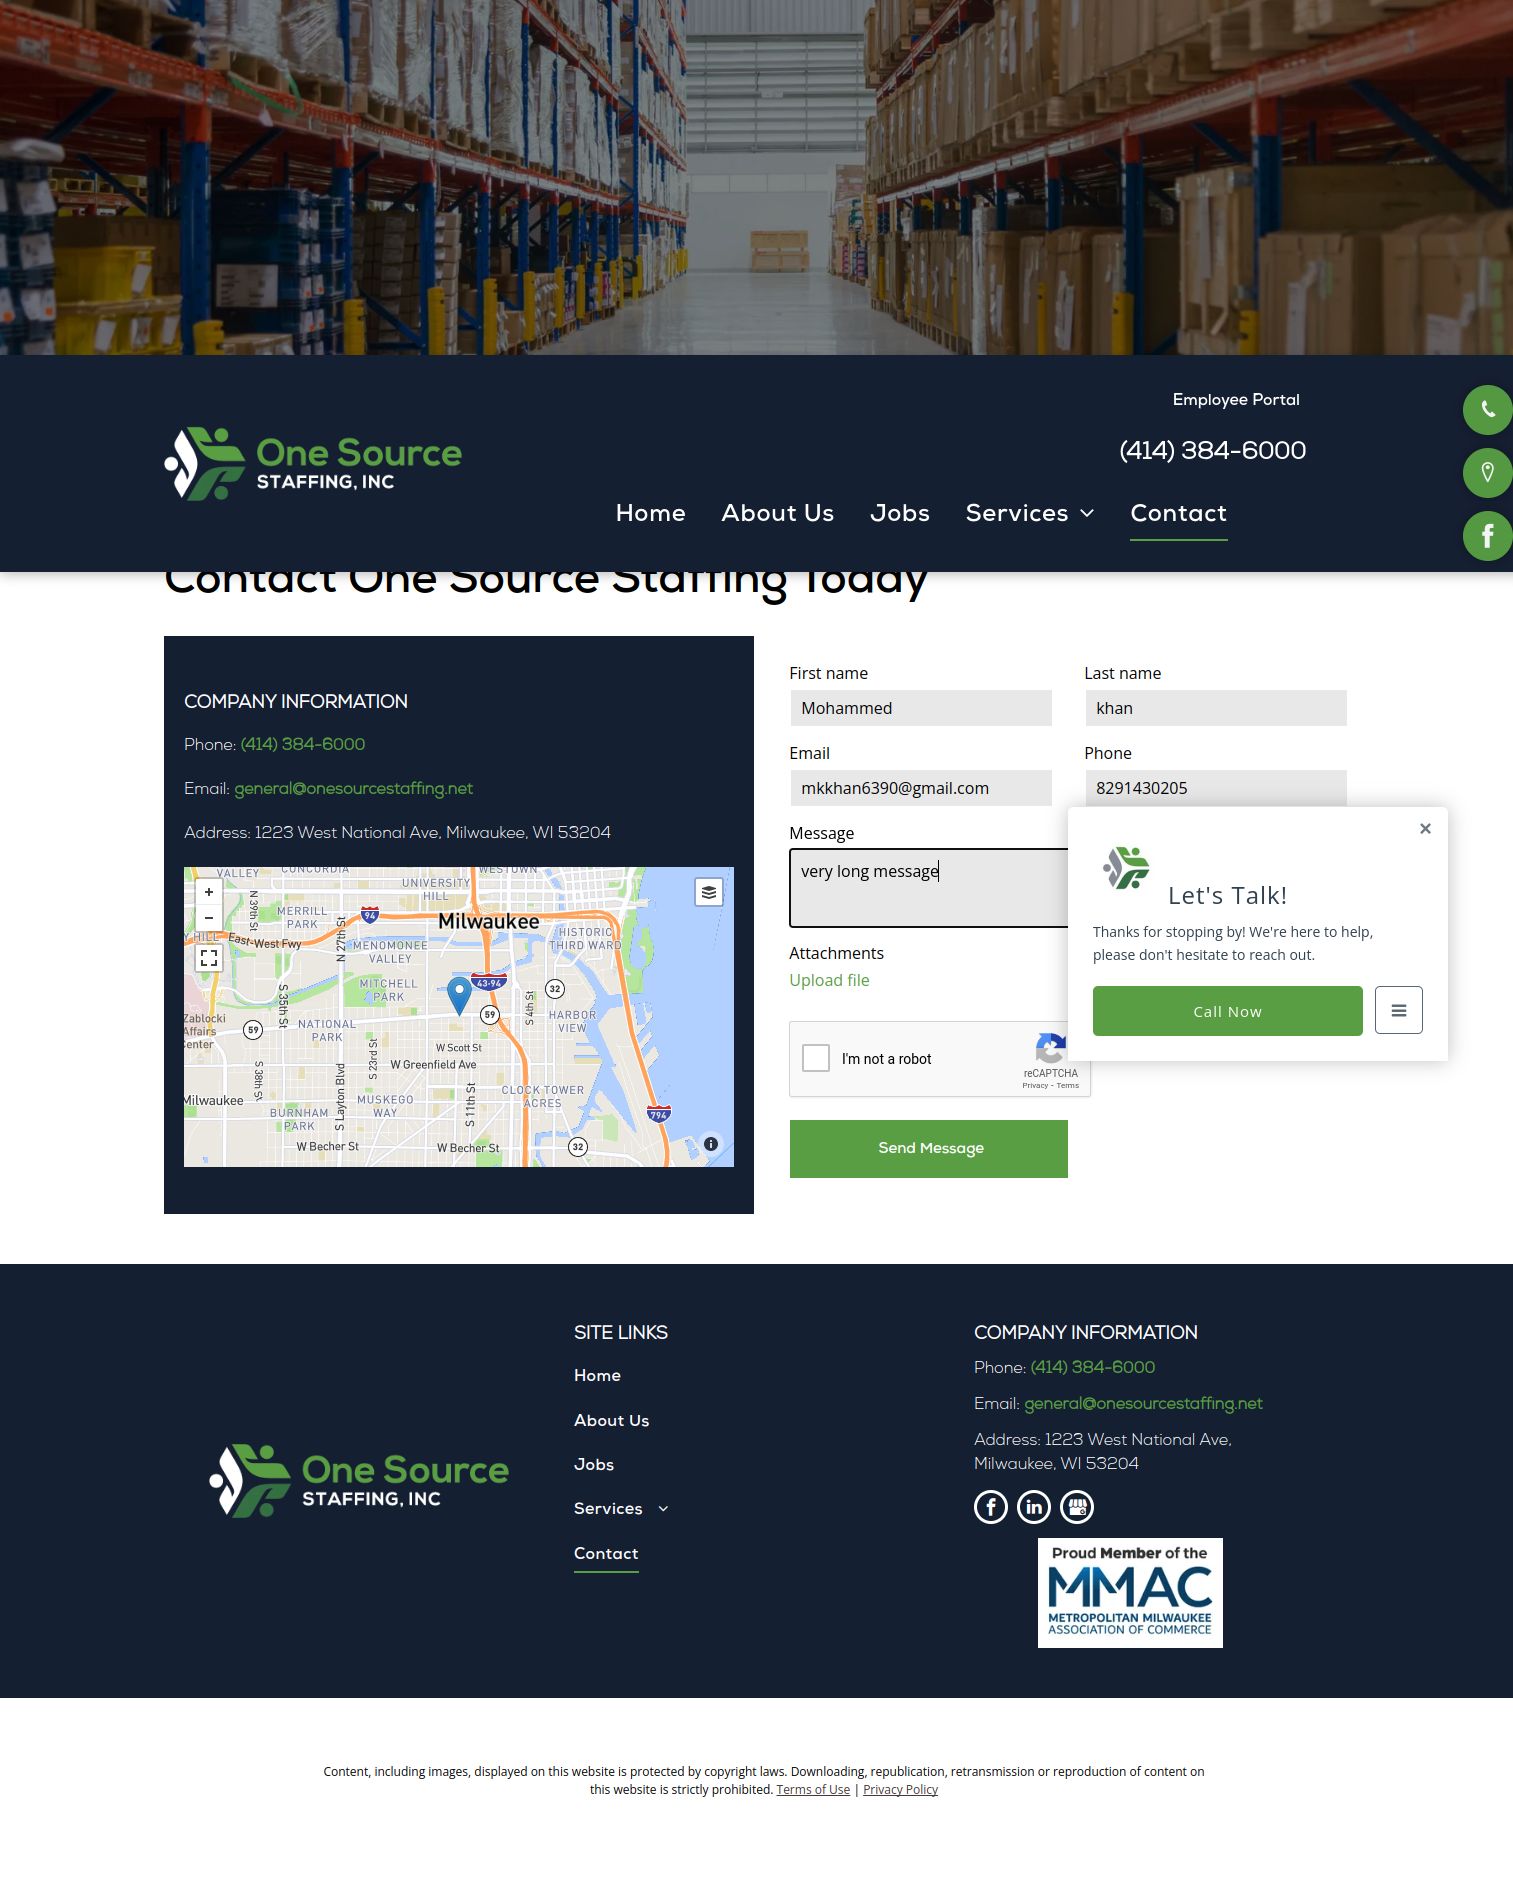 Employee Portal
(414) 384-6000
One Source
STAFFING, INC
Home About Us Jobs Services Contact
Contact One Source Staffing Today
COMPANY INFORMATION
Phone: (414) 384-6000
Email: general@onesourcestaffing.net
Address: 1223 West National Ave, Milwaukee, WI 53204
VALLEY
CONCORDIA
WESTOWN
UNIVERSITY
HILL
+
−
N 39th St
MERRILL
PARK
94
N 27th St
Milwaukee
Y HILL
East-West Fwy
MENOMONEE
VALLEY
HISTORIC
THIRD WARD
MITCHELL
PARK
43-94
32
S 35th St
S 4th St
Zablocki
Affairs
Center
59
NATIONAL
PARK
59
HARBOR
VIEW
S 23rd St
W Scott St
W Greenfield Ave
S 38th St
S Layton Blvd
S 11th St
CLOCK TOWER
ACRES
Milwaukee
MUSKEGO
WAY
BURNHAM
PARK
794
W Becher St
W Becher St
32
First name
Last name
Mohammed
khan
Email
Phone
mkkhan6390@gmail.com
8291430205
Message
very long message
Attachments
Upload file
I'm not a robot
reCAPTCHA
Privacy - Terms
Send Message
×
Let's Talk!
Thanks for stopping by! We're here to help,
please don't hesitate to reach out.
Call Now
One Source
STAFFING, INC
SITE LINKS
Home
About Us
Jobs
Services
Contact
COMPANY INFORMATION
Phone: (414) 384-6000
Email: general@onesourcestaffing.net
Address: 1223 West National Ave,
Milwaukee, WI 53204
Proud Member of the
MMAC
METROPOLITAN MILWAUKEE
ASSOCIATION OF COMMERCE
Content, including images, displayed on this website is protected by copyright laws. Downloading, republication, retransmission or reproduction of content on
this website is strictly prohibited. Terms of Use | Privacy Policy